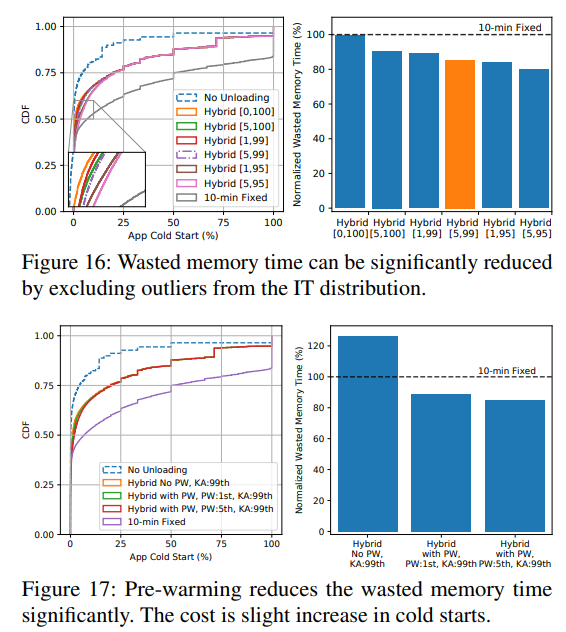 1.00
0.75
0.50
0.25
0.00
CDF
No Unloading
Hybrid [0,100]
Hybrid [5,100]
Hybrid [1,99]
Hybrid [5,99]
Hybrid [1,95]
Hybrid [5,95]
10-min Fixed
0 25 50 75 100
App Cold Start (%)
Normalized Wasted Memory Time (%)
100
80
60
40
20
0
10-min Fixed
Hybrid Hybrid Hybrid Hybrid Hybrid Hybrid
[0,100] [5,100] [1,99] [5,99] [1,95] [5,95]
Figure 16: Wasted memory time can be significantly reduced
by excluding outliers from the IT distribution.
1.00
0.75
0.50
0.25
0.00
CDF
No Unloading
Hybrid No PW, KA:99th
Hybrid with PW, PW:1st, KA:99th
Hybrid with PW, PW:5th, KA:99th
10-min Fixed
0 25 50 75 100
App Cold Start (%)
Normalized Wasted Memory Time (%)
120
100
80
60
40
20
0
10-min Fixed
Hybrid Hybrid Hybrid
No PW, with PW, with PW,
KA:99th PW:1st, KA:99th PW:5th, KA:99th
Figure 17: Pre-warming reduces the wasted memory time
significantly. The cost is slight increase in cold starts.